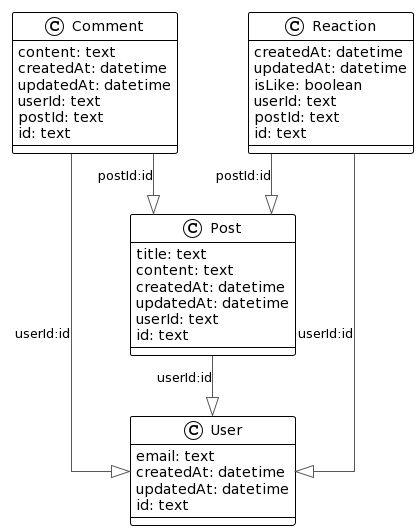 C Comment
content: text
createdAt: datetime
updatedAt: datetime
userId: text
postId: text
id: text
C Reaction
createdAt: datetime
updatedAt: datetime
isLike: boolean
userId: text
postId: text
id: text
postId:id
postId:id
C Post
title: text
content: text
createdAt: datetime
updatedAt: datetime
userId: text
id: text
userId:id
userId:id
userId:id
C User
email: text
createdAt: datetime
updatedAt: datetime
id: text